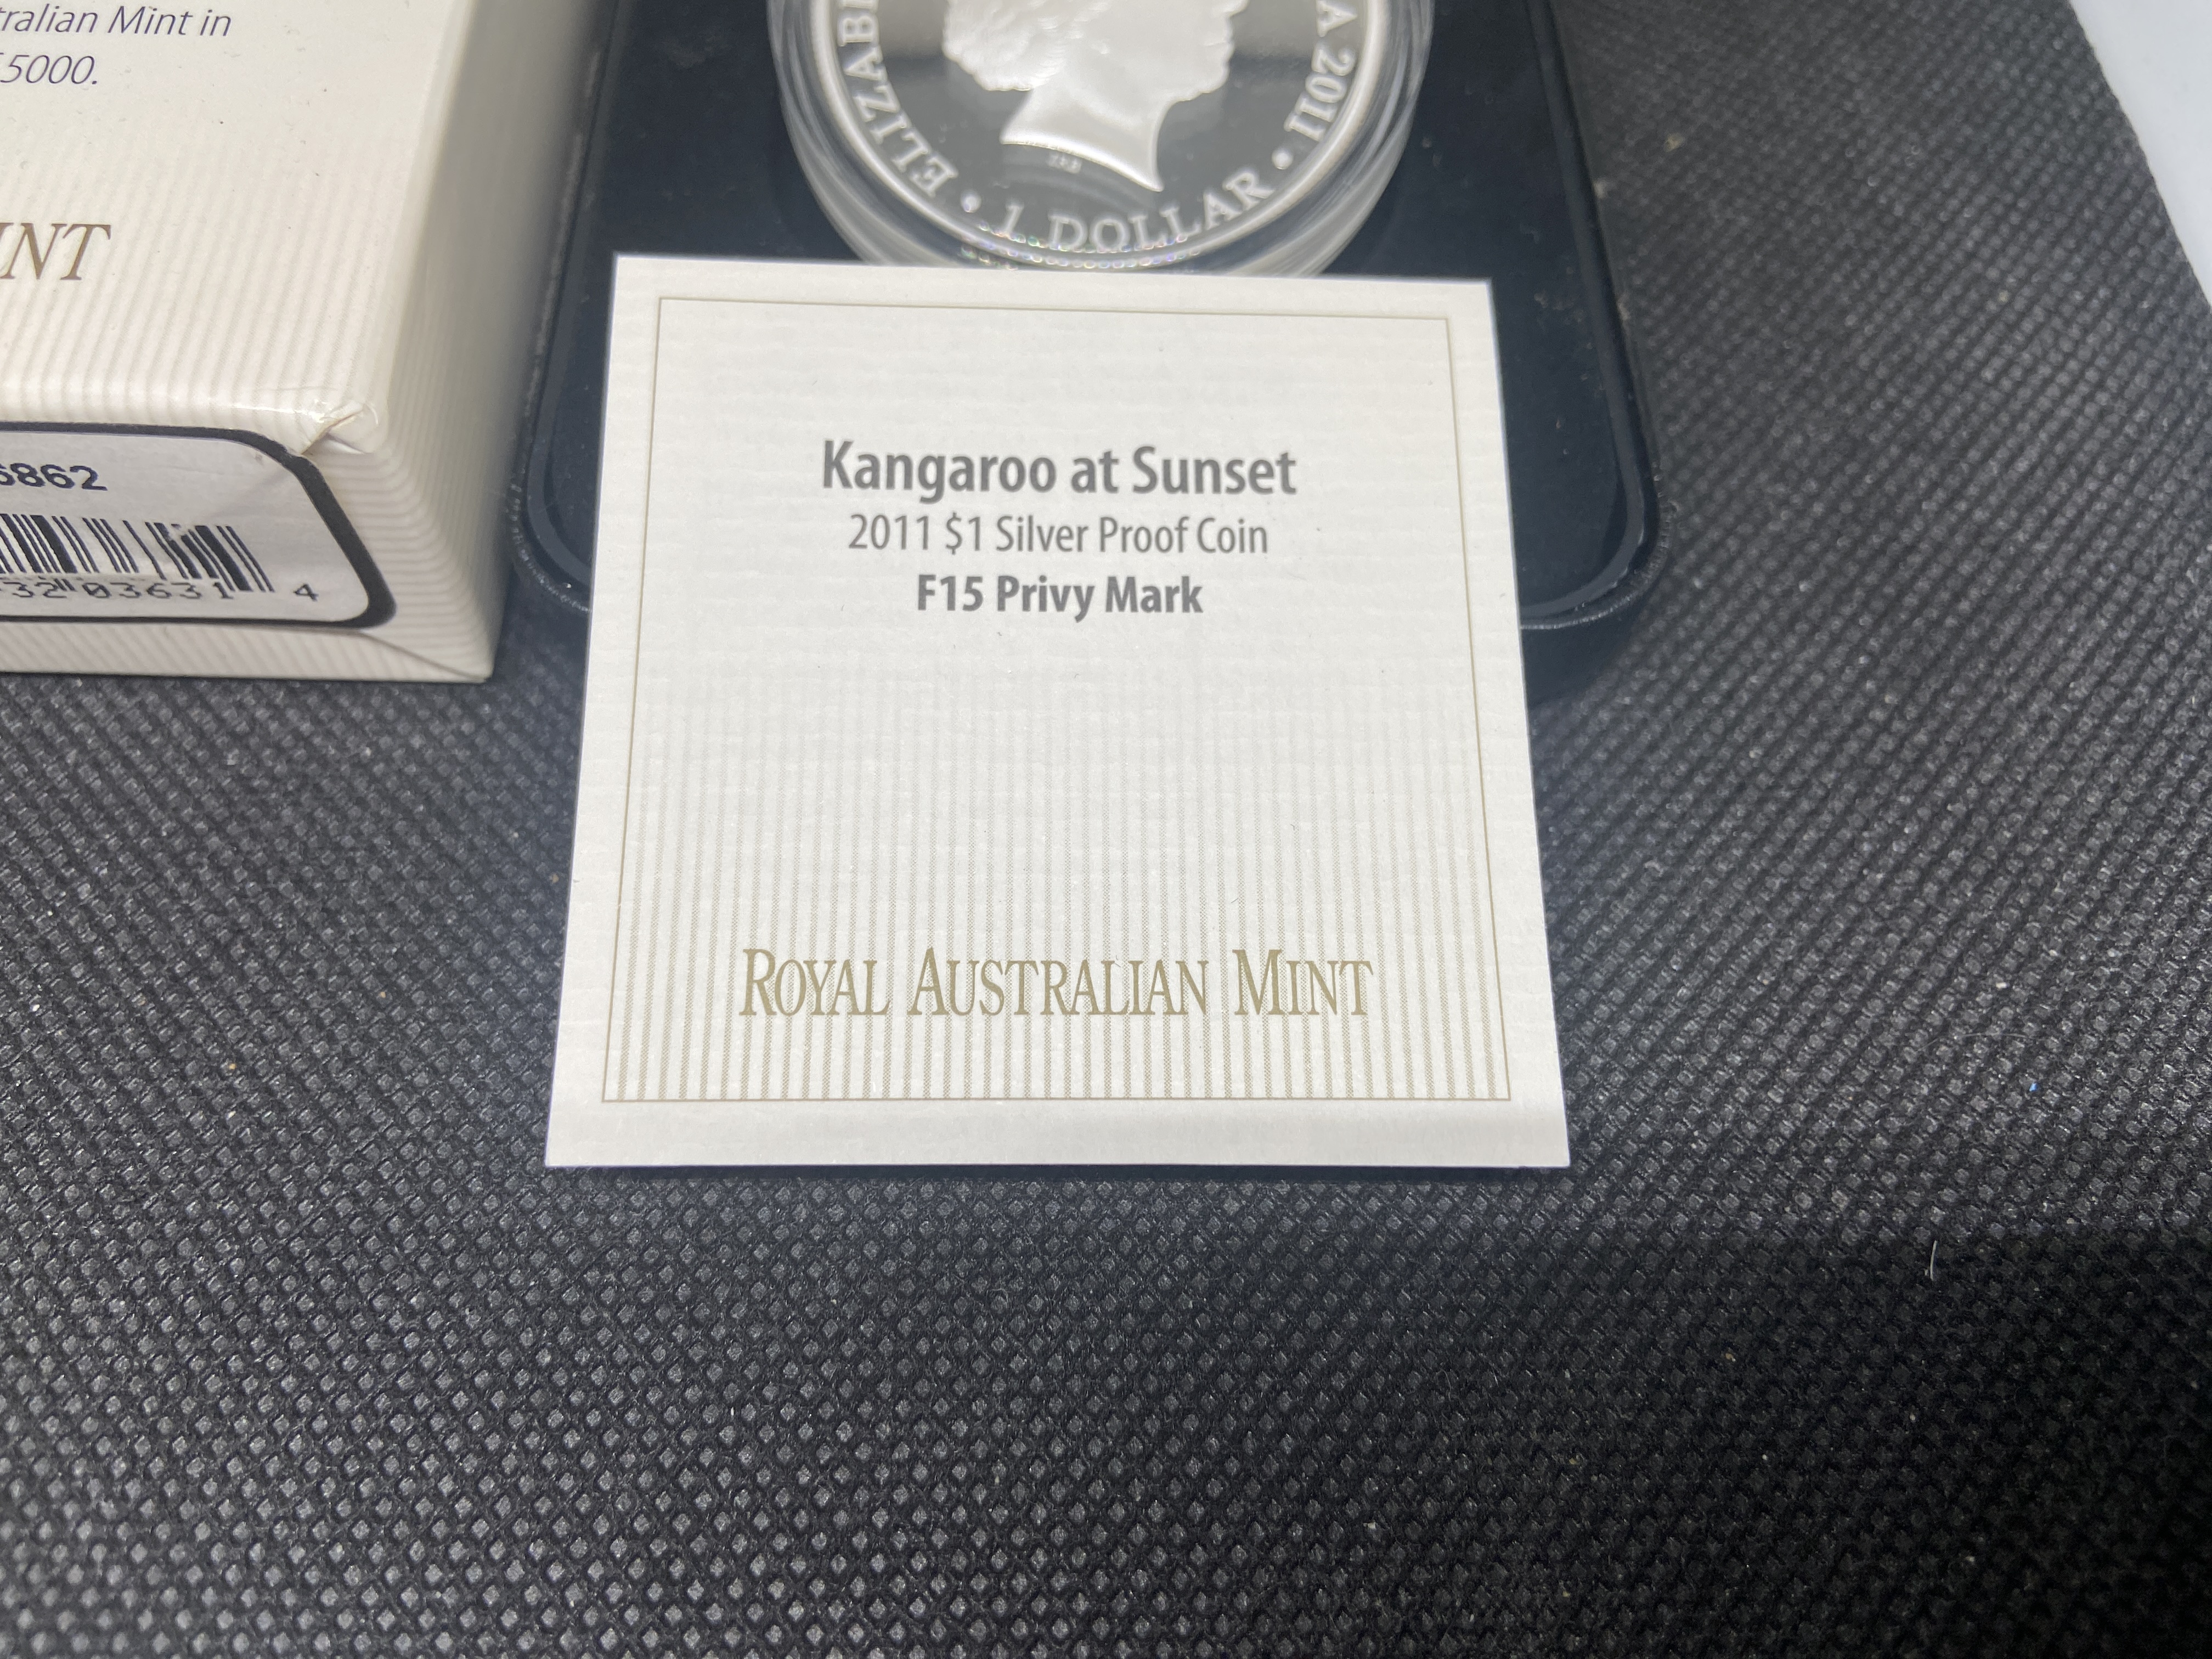 ralian Mint in
5000.
INT
6862
32 03631 4
ELIZAB
A 2011
1 DOLLAR
Kangaroo at Sunset
2011 $1 Silver Proof Coin
F15 Privy Mark
ROYAL AUSTRALIAN MINT